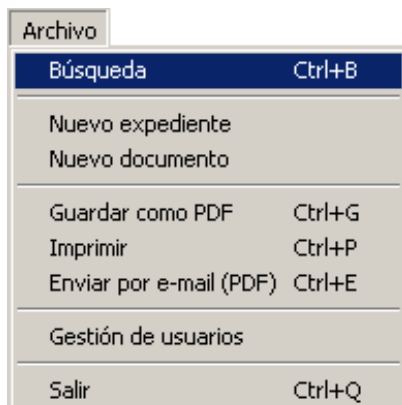 Archivo
Búsqueda Ctrl+B
Nuevo expediente
Nuevo documento
Guardar como PDF Ctrl+G
Imprimir Ctrl+P
Enviar por e-mail (PDF) Ctrl+E
Gestión de usuarios
Salir Ctrl+Q